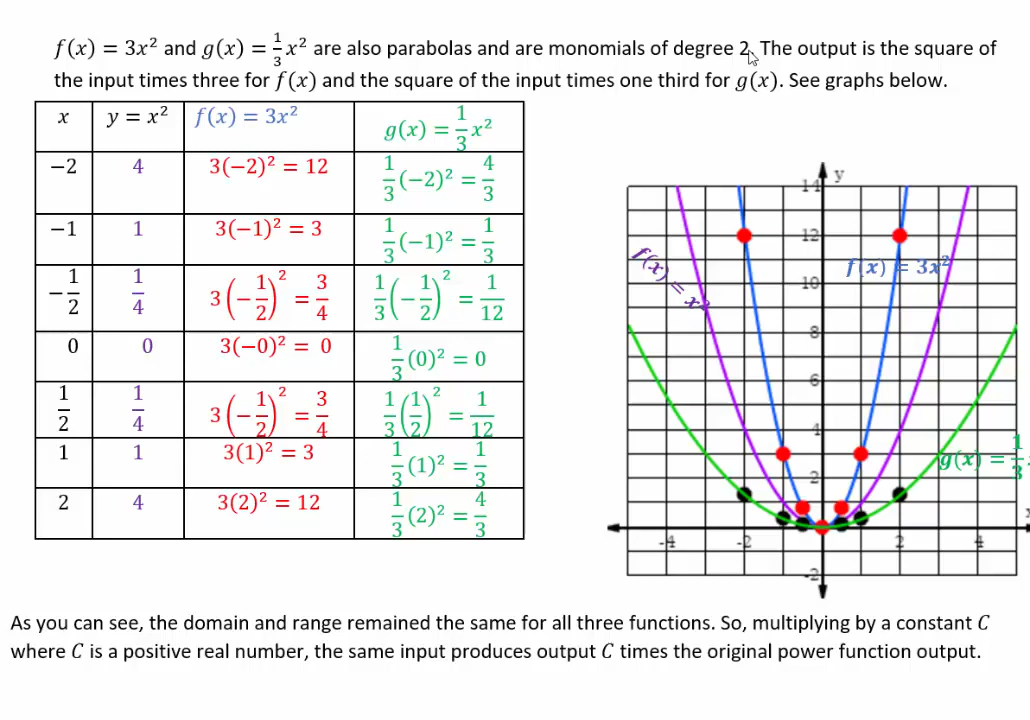 f(x) = 3x² and g(x) = 1/3 x² are also parabolas and are monomials of degree 2. The output is the square of
the input times three for f(x) and the square of the input times one third for g(x). See graphs below.
x y = x² f(x) = 3x² g(x) = 1/3 x²
−2 4 3(−2)² = 12 1/3 (−2)² = 4/3
−1 1 3(−1)² = 3 1/3 (−1)² = 1/3
−1/2 1/4 3(−1/2)² = 3/4 1/3 (−1/2)² = 1/12
0 0 3(−0)² = 0 1/3 (0)² = 0
1/2 1/4 3(−1/2)² = 3/4 1/3 (1/2)² = 1/12
1 1 3(1)² = 3 1/3 (1)² = 1/3
2 4 3(2)² = 12 1/3 (2)² = 4/3
y
14
12
f(x) = x²
f(x) = 3x²
10
8
6
4
g(x) = 1/3
2
x
-4 -2 2 4
-2
As you can see, the domain and range remained the same for all three functions. So, multiplying by a constant C
where C is a positive real number, the same input produces output C times the original power function output.